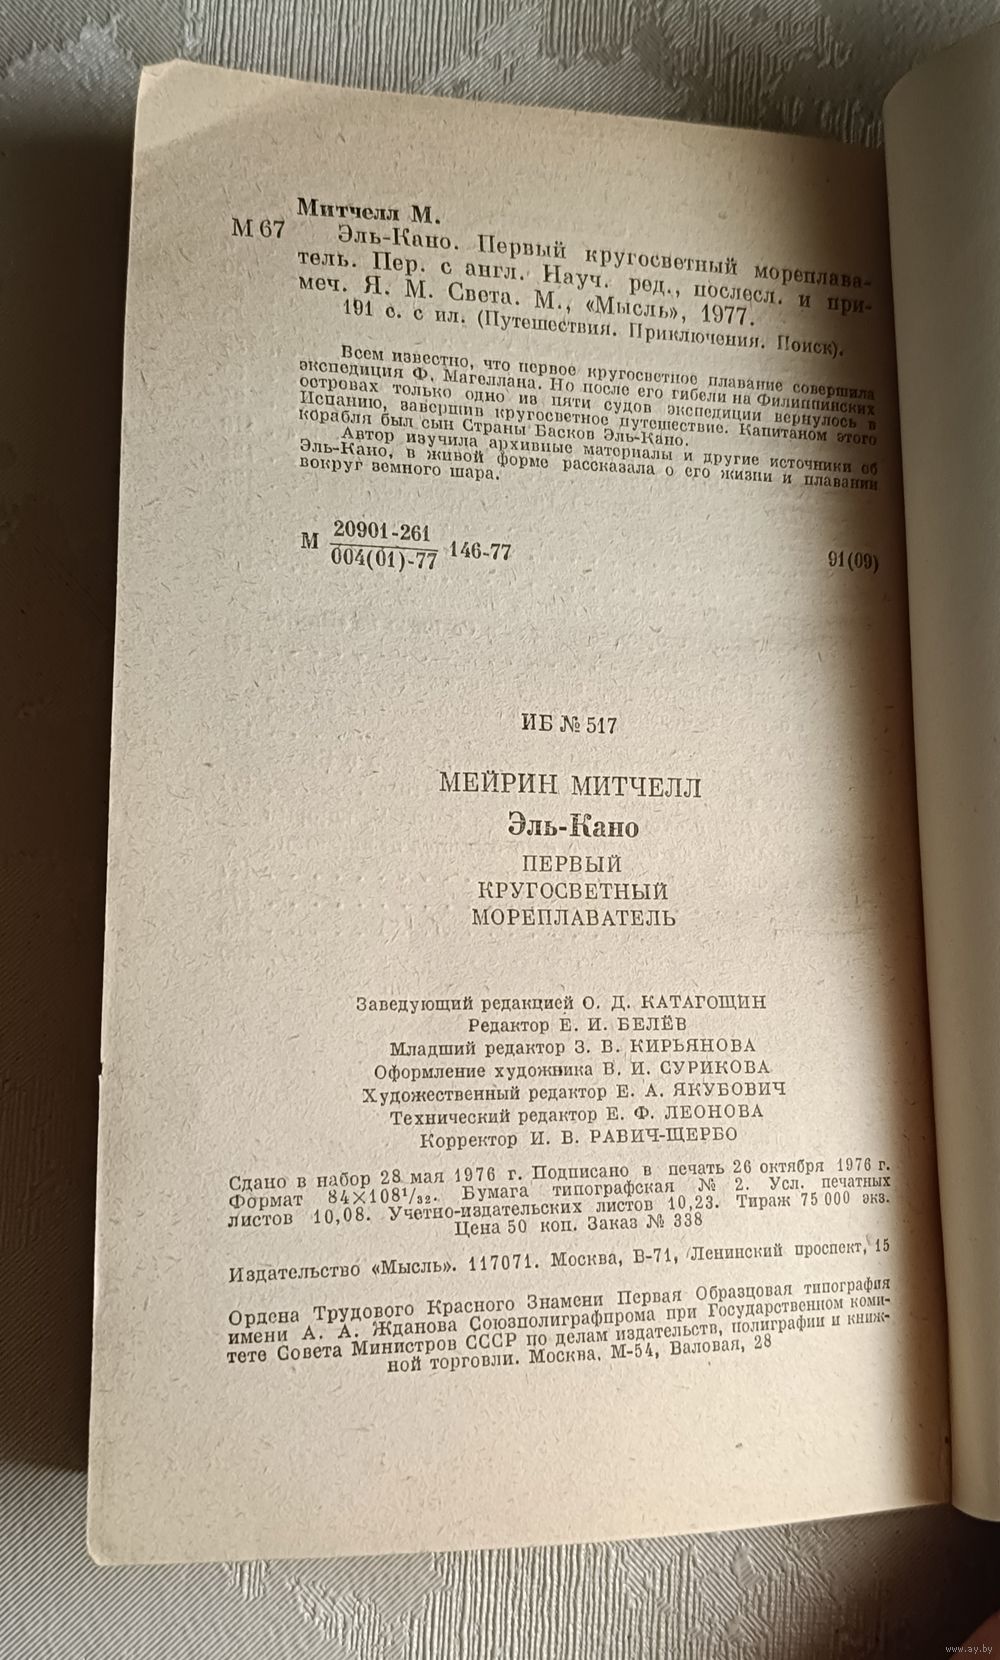 Митчелл М.
М 67 Эль-Кано. Первый кругосветный мореплава-
тель. Пер. с англ. Науч. ред., послесл. и при-
меч. Я. М. Света. М., «Мысль», 1977.
191 с. с ил. (Путешествия. Приключения. Поиск).
Всем известно, что первое кругосветное плавание совершила
экспедиция Ф. Магеллана. Но после его гибели на Филиппинских
островах только одно из пяти судов экспедиции вернулось в
Испанию, завершив кругосветное путешествие. Капитаном этого
корабля был сын Страны Басков Эль-Кано.
Автор изучила архивные материалы и другие источники об
Эль-Кано, в живой форме рассказала о его жизни и плавании
вокруг земного шара.
М 20901-261
004(01)-77 146-77 91(09)
ИБ № 517
МЕЙРИН МИТЧЕЛЛ
Эль-Кано
ПЕРВЫЙ
КРУГОСВЕТНЫЙ
МОРЕПЛАВАТЕЛЬ
Заведующий редакцией О. Д. КАТАГОЩИН
Редактор Е. И. БЕЛЁВ
Младший редактор З. В. КИРЬЯНОВА
Оформление художника В. И. СУРИКОВА
Художественный редактор Е. А. ЯКУБОВИЧ
Технический редактор Е. Ф. ЛЕОНОВА
Корректор И. В. РАВИЧ-ЩЕРБО
Сдано в набор 28 мая 1976 г. Подписано в печать 26 октября 1976 г.
Формат 84×108¹/₃₂. Бумага типографская № 2. Усл. печатных
листов 10,08. Учетно-издательских листов 10,23. Тираж 75 000 экз.
Цена 50 коп. Заказ № 338
Издательство «Мысль». 117071. Москва, В-71, Ленинский проспект, 15
Ордена Трудового Красного Знамени Первая Образцовая типография
имени А. А. Жданова Союзполиграфпрома при Государственном коми-
тете Совета Министров СССР по делам издательств, полиграфии и книж-
ной торговли. Москва, М-54, Валовая, 28
www.ay.by